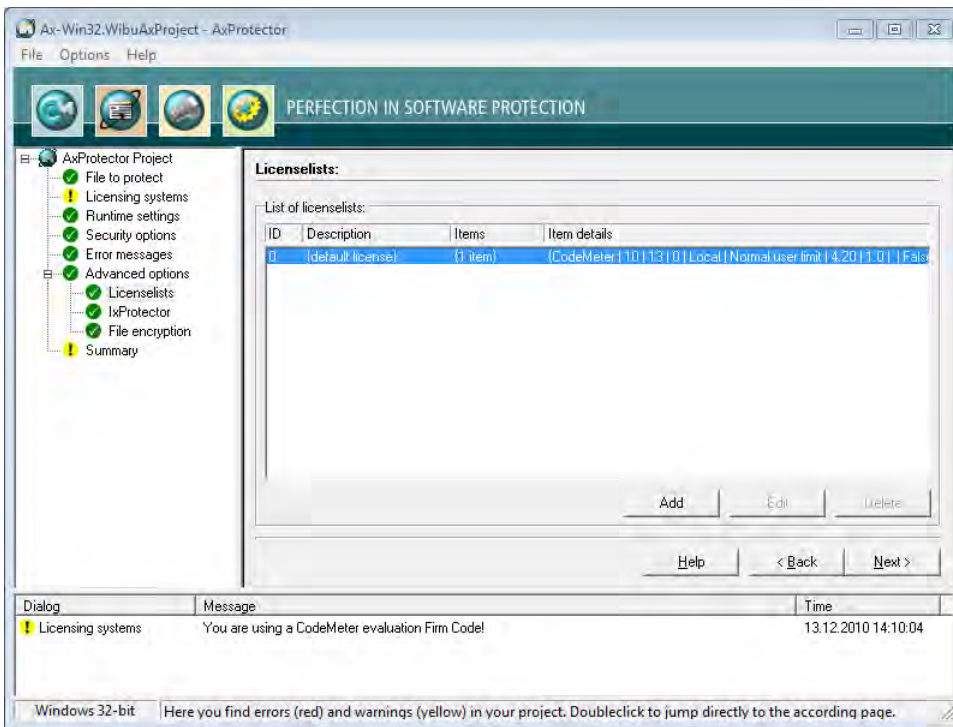 Ax-Win32.WibuAxProject - AxProtector
File Options Help
PERFECTION IN SOFTWARE PROTECTION
AxProtector Project
File to protect
Licensing systems
Runtime settings
Security options
Error messages
Advanced options
Licenselists
IxProtector
File encryption
Summary
Licenselists:
List of licenselists:
ID Description Items Item details
0 (default license) (1 item) (CodeMeter | 10 | 13 | 0 | Local | Normal user limit | 4.20 | 1.0 | | False
Add Edit Delete
Help < Back Next >
Dialog Message Time
Licensing systems You are using a CodeMeter evaluation Firm Code! 13.12.2010 14:10:04
Windows 32-bit Here you find errors (red) and warnings (yellow) in your project. Doubleclick to jump directly to the according page.